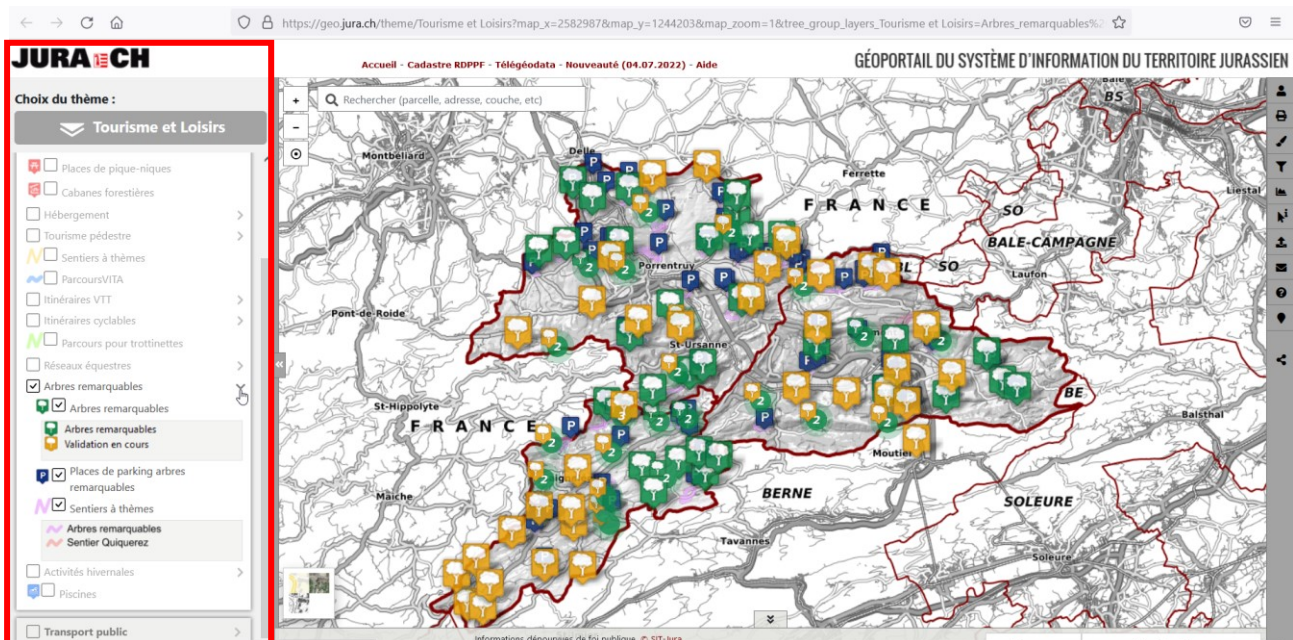 https://geo.jura.ch/theme/Tourisme et Loisirs?map_x=2582987&map_y=1244203&map_zoom=1&tree_group_layers_Tourisme et Loisirs=Arbres_remarquables%
JURA CH
Accueil - Cadastre RDPPF - Télégéodata - Nouveauté (04.07.2022) - Aide
GÉOPORTAIL DU SYSTÈME D'INFORMATION DU TERRITOIRE JURASSIEN
Choix du thème :
Tourisme et Loisirs
Places de pique-niques
Cabanes forestières
Hébergement
Tourisme pédestre
Sentiers à thèmes
ParcoursVITA
Itinéraires VTT
Itinéraires cyclables
Parcours pour trottinettes
Réseaux équestres
Arbres remarquables
Arbres remarquables
Arbres remarquables
Validation en cours
Places de parking arbres
remarquables
Sentiers à thèmes
Arbres remarquables
Sentier Quiquerez
Activités hivernales
Piscines
Transport public
+
Rechercher (parcelle, adresse, couche, etc)
-
BS
Montbéliard
Delle
Ferrette
Liestal
FRANCE
SO
BALE-CAMPAGNE
SO
Laufon
Porrentruy
Pont-de-Roide
St-Ursanne
BE
St-Hippolyte
Balsthal
FRANCE
Moutier
Maîche
BERNE
SOLEURE
Tavannes
Soleure
Informations dépourvues de foi publique, © SIT-Jura